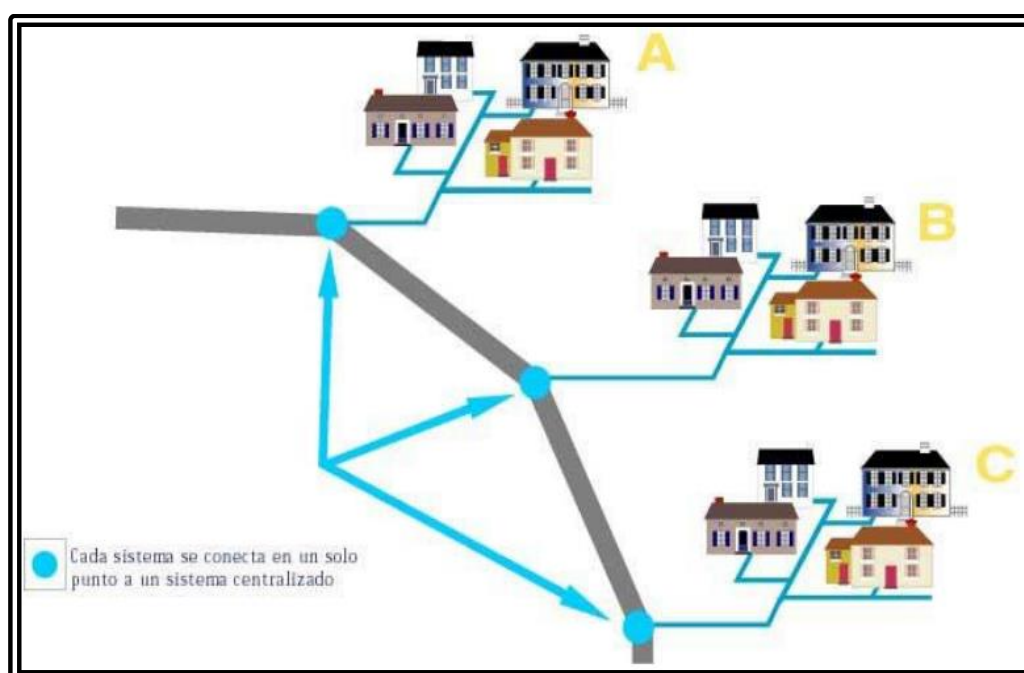 A
B
C
Cada sistema se conecta en un solo
punto a un sistema centralizado